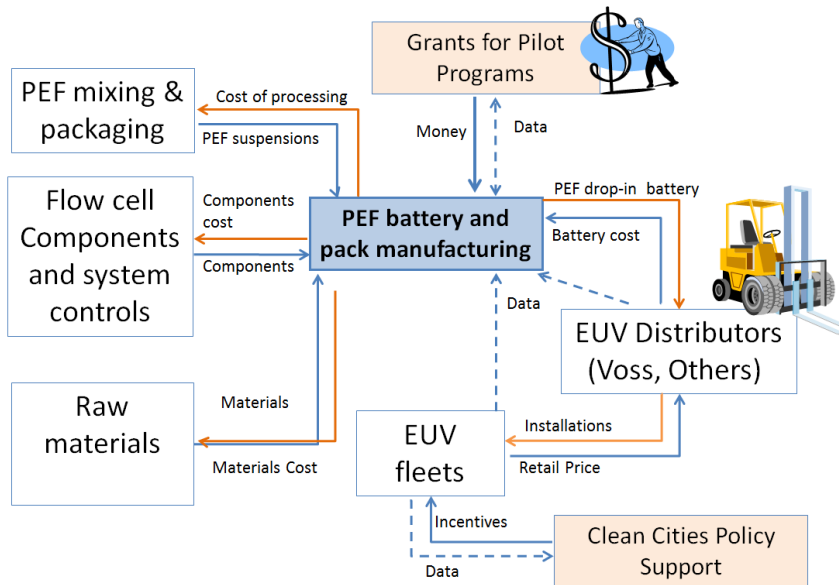 Grants for Pilot
Programs
PEF mixing &
packaging
Cost of processing
PEF suspensions
Money
Data
Flow cell
Components
and system
controls
Components
cost
Components
PEF battery and
pack manufacturing
PEF drop-in battery
Battery cost
Data
EUV Distributors
(Voss, Others)
Raw
materials
Materials
Materials Cost
EUV
fleets
Installations
Retail Price
Incentives
Data
Clean Cities Policy
Support